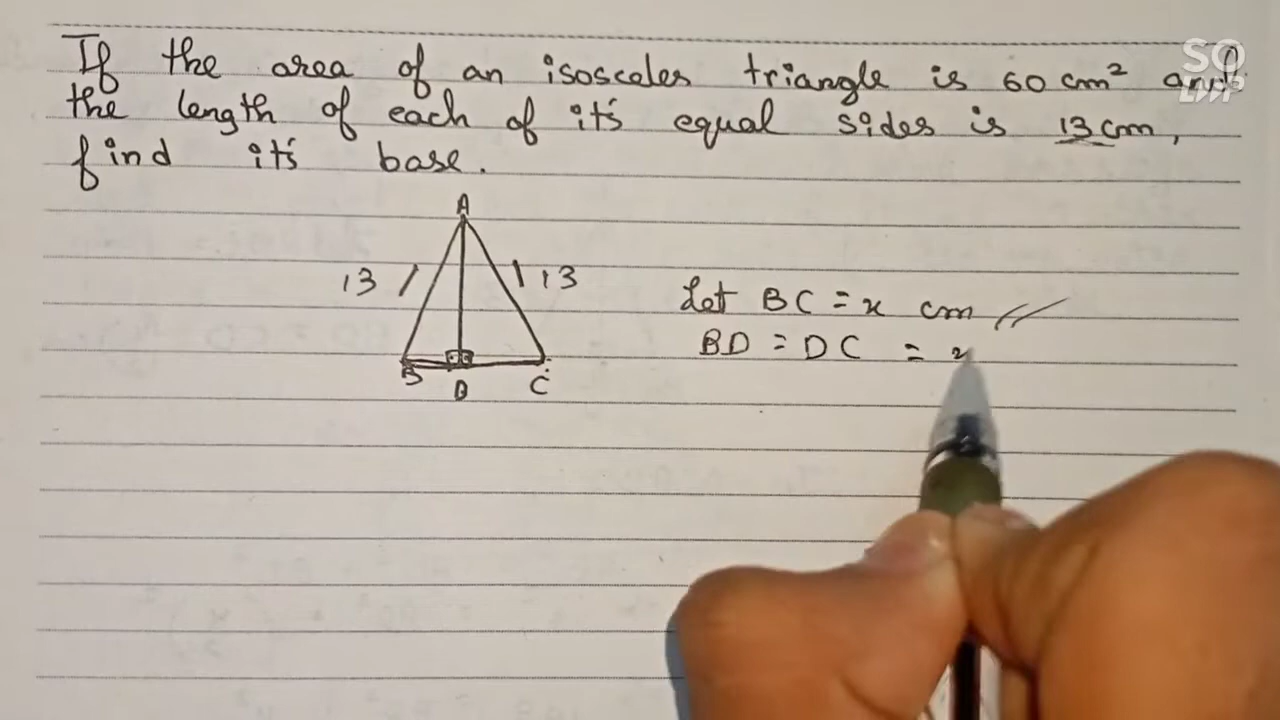 If the area of an isosceles triangle is 60 cm² and
the length of each of it's equal sides is 13 cm,
find it's base.
A
13
13
B
D
C
Let BC = x cm
BD = DC = x